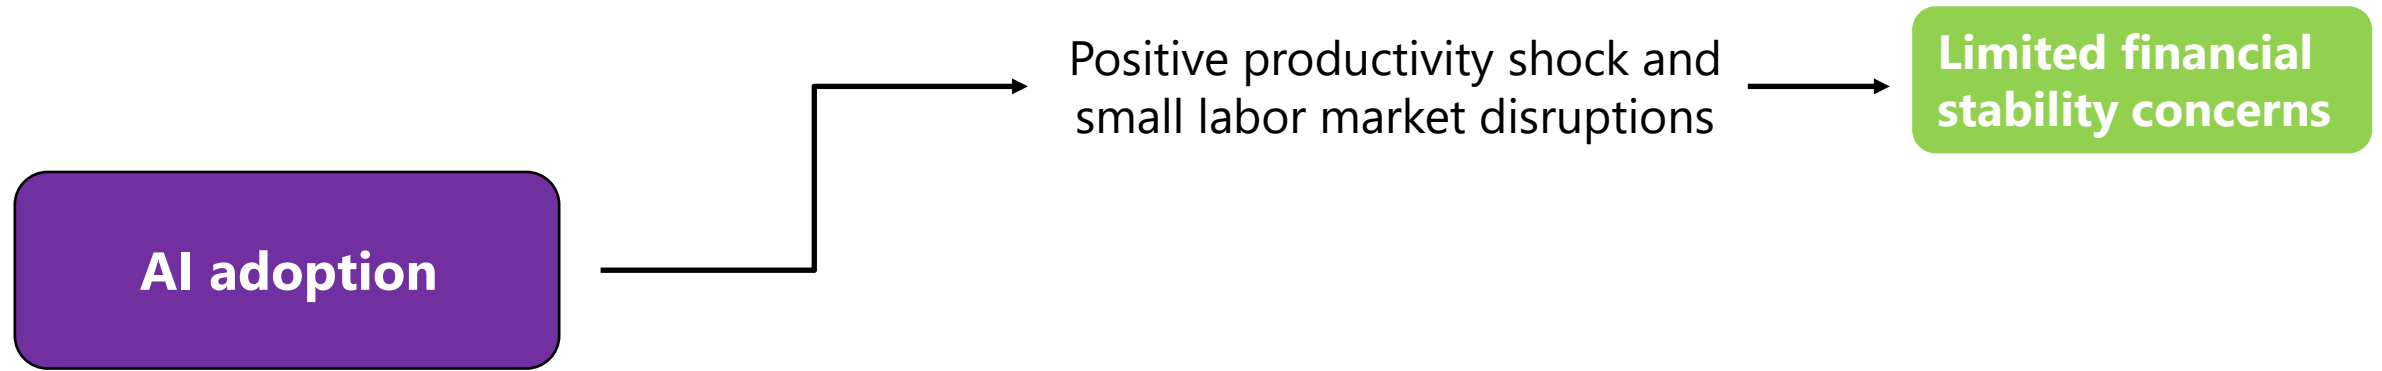 Positive productivity shock and
small labor market disruptions
Limited financial
stability concerns
AI adoption